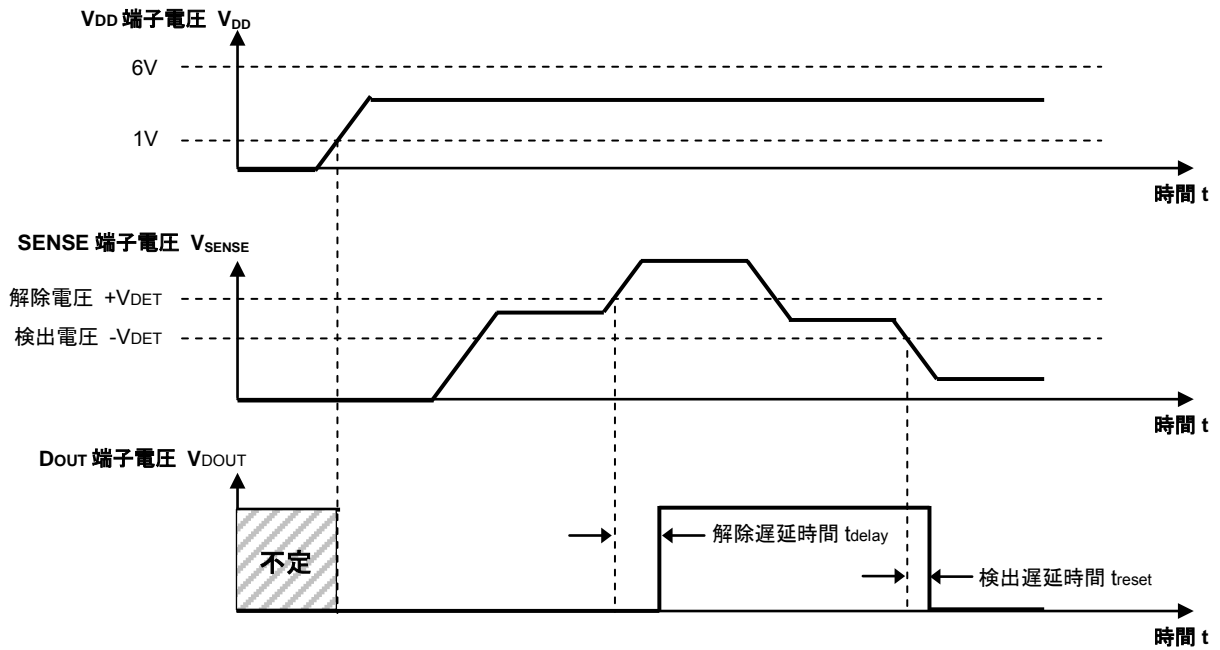 VDD 端子電圧 VDD
6V
1V
時間 t
SENSE 端子電圧 VSENSE
解除電圧 +VDET
検出電圧 -VDET
時間 t
DOUT 端子電圧 VDOUT
不定
解除遅延時間 tdelay
検出遅延時間 treset
時間 t